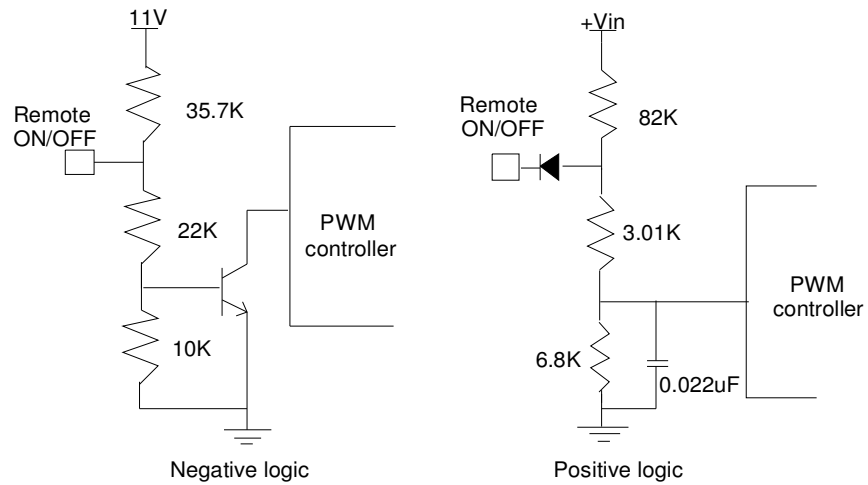 11V
35.7K
Remote
ON/OFF
22K
10K
PWM
controller
Negative logic
+Vin
82K
Remote
ON/OFF
3.01K
6.8K
0.022uF
PWM
controller
Positive logic